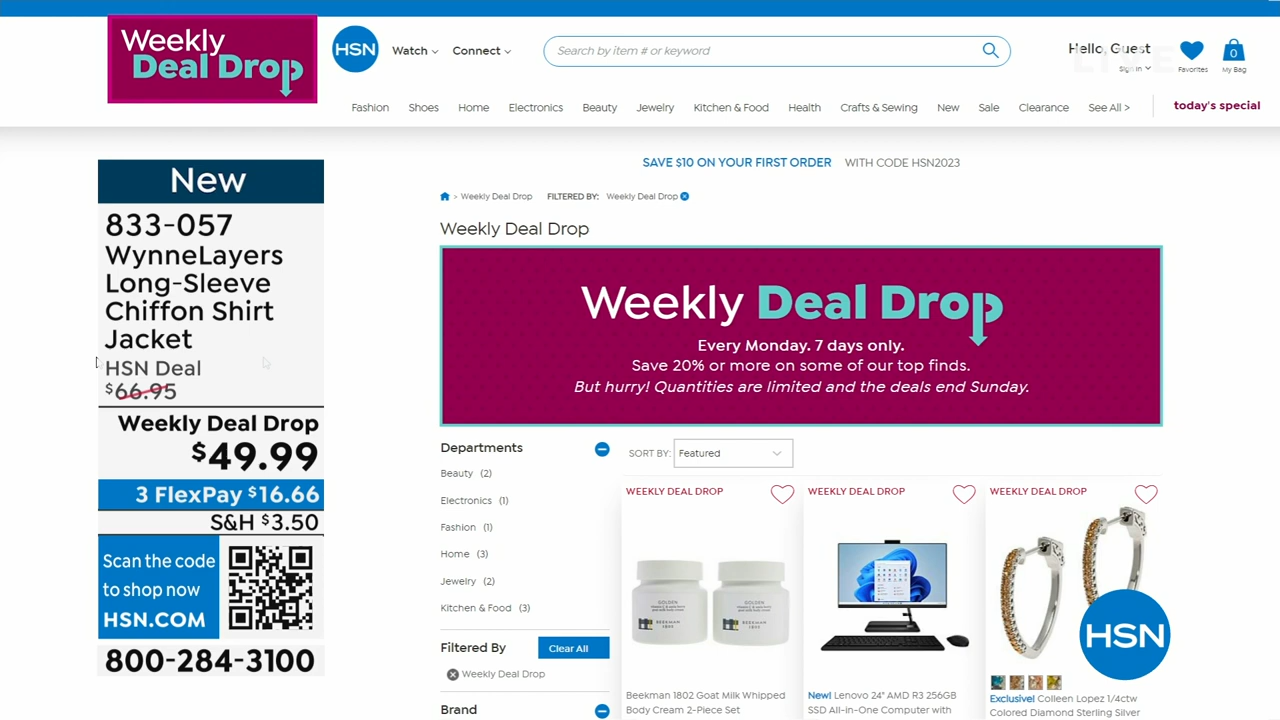 Weekly
Deal Drop
HSN
Watch
Connect
Search by item # or keyword
Hello, Guest
Sign In
LIVE
Favorites
0
My Bag
Fashion Shoes Home Electronics Beauty Jewelry Kitchen & Food Health Crafts & Sewing New Sale Clearance See All > today's special
SAVE $10 ON YOUR FIRST ORDER WITH CODE HSN2023
> Weekly Deal Drop FILTERED BY: Weekly Deal Drop
Weekly Deal Drop
Weekly Deal Drop
Every Monday. 7 days only.
Save 20% or more on some of our top finds.
But hurry! Quantities are limited and the deals end Sunday.
New
833-057
WynneLayers
Long-Sleeve
Chiffon Shirt
Jacket
HSN Deal
$66.95
Weekly Deal Drop
$49.99
3 FlexPay $16.66
S&H $3.50
Scan the code
to shop now
HSN.COM
800-284-3100
Departments
Beauty (2)
Electronics (1)
Fashion (1)
Home (3)
Jewelry (2)
Kitchen & Food (3)
Filtered By
Clear All
Weekly Deal Drop
Brand
SORT BY: Featured
WEEKLY DEAL DROP
GOLDEN
BEEKMAN
1802
GOLDEN
BEEKMAN
1802
Beekman 1802 Goat Milk Whipped
Body Cream 2-Piece Set
WEEKLY DEAL DROP
New! Lenovo 24" AMD R3 256GB
SSD All-in-One Computer with
WEEKLY DEAL DROP
Exclusive! Colleen Lopez 1/4ctw
Colored Diamond Sterling Silver
HSN